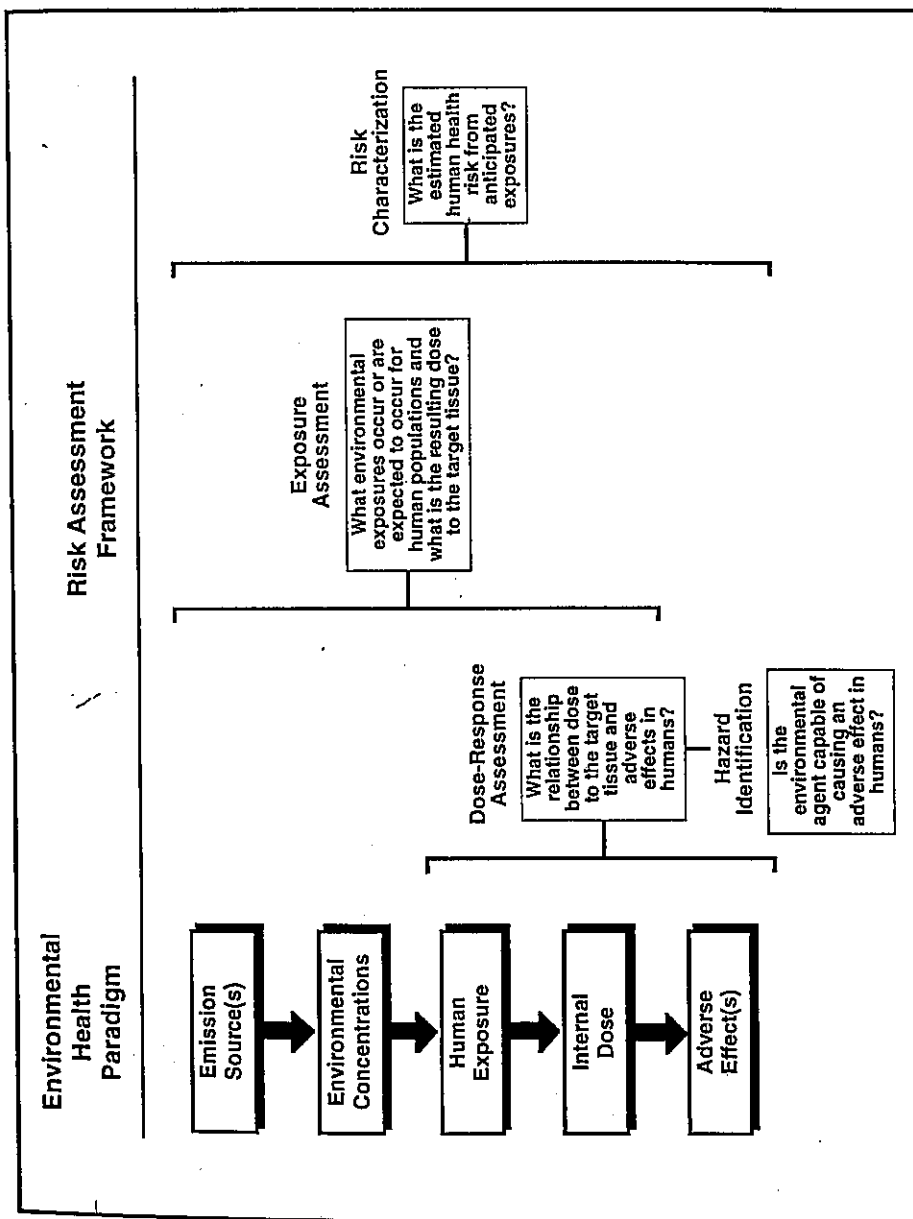 Environmental
Health
Paradigm
Risk Assessment
Framework
Emission
Source(s)
Environmental
Concentrations
Human
Exposure
Internal
Dose
Adverse
Effect(s)
Dose-Response
Assessment
What is the
relationship
between dose
to the target
tissue and
adverse
effects in
humans?
Hazard
Identification
Is the
environmental
agent capable of
causing an
adverse effect in
humans?
Exposure
Assessment
What environmental
exposures occur or are
expected to occur for
human populations and
what is the resulting dose
to the target tissue?
Risk
Characterization
What is the
estimated
human health
risk from
anticipated
exposures?